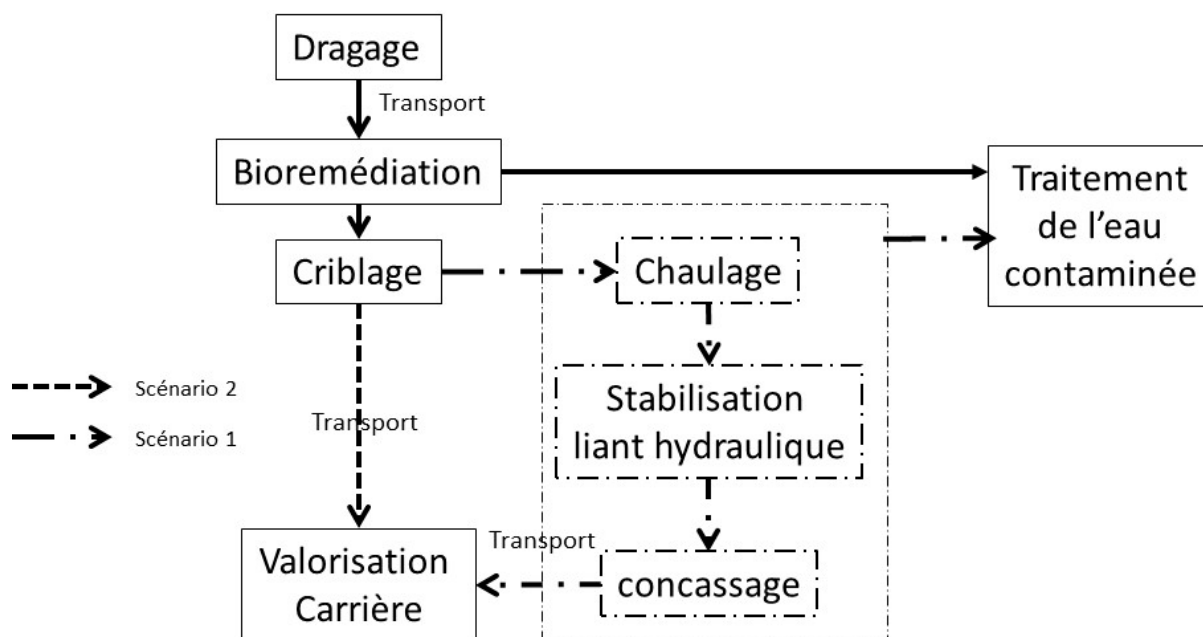 Dragage
Transport
Bioremédiation
Traitement
de l'eau
contaminée
Criblage
Chaulage
Stabilisation
liant hydraulique
Scénario 2
Transport
Scénario 1
Transport
Valorisation
Carrière
concassage